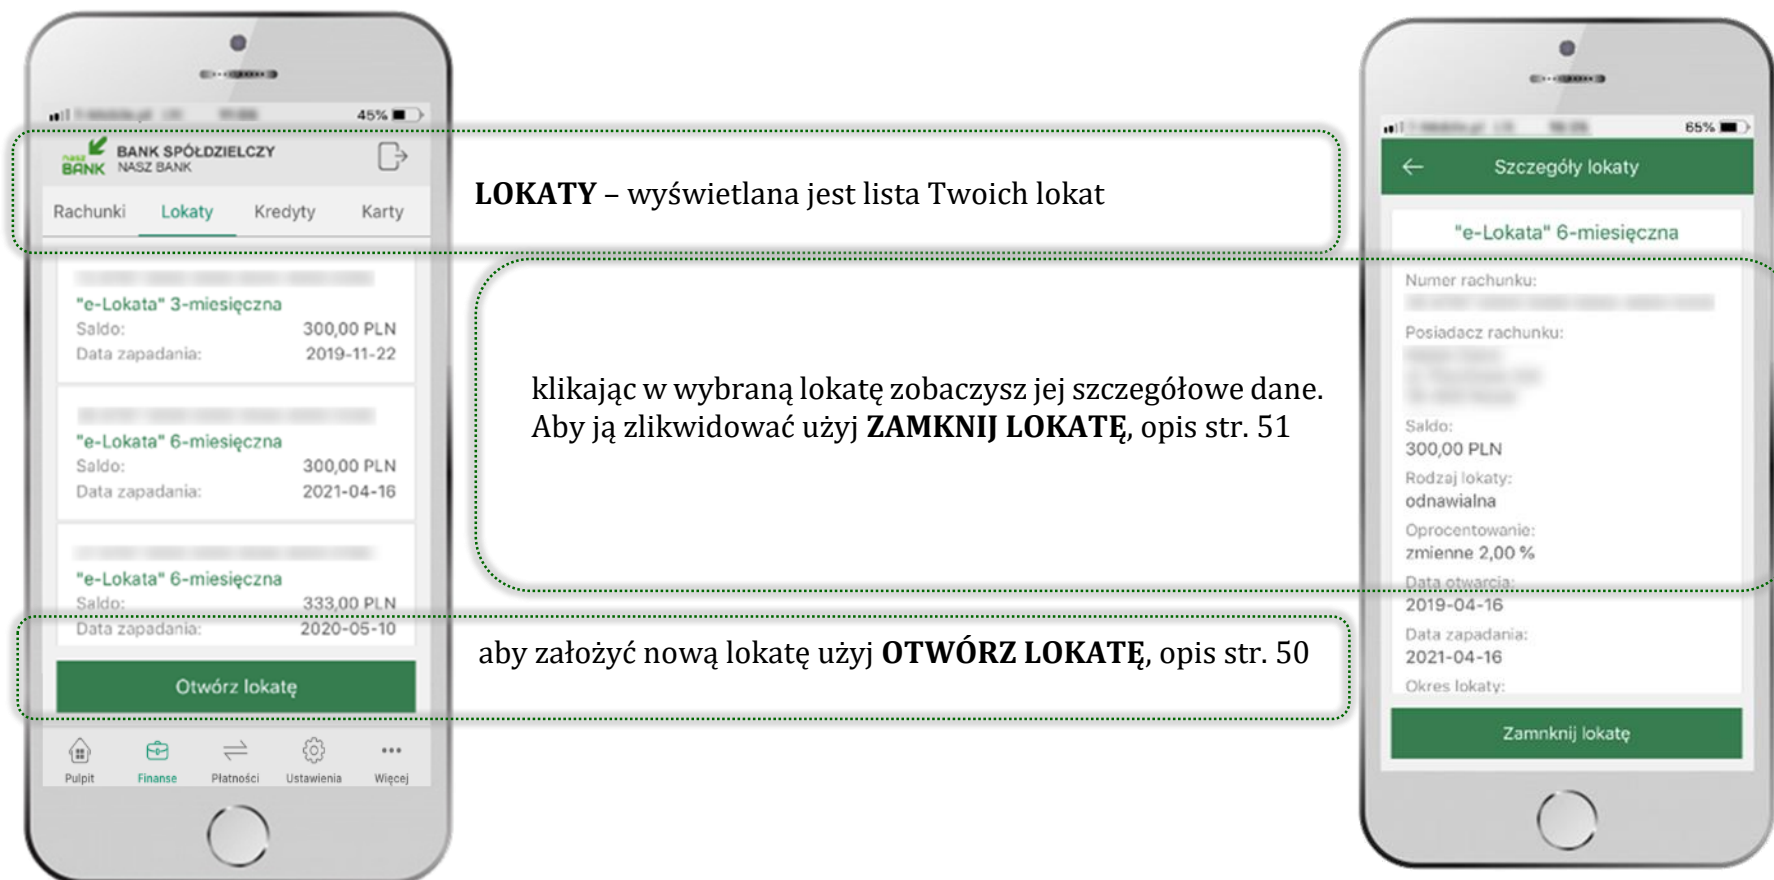 45%
nasz BANK
BANK SPÓŁDZIELCZY
NASZ BANK
Rachunki Lokaty Kredyty Karty
"e-Lokata" 3-miesięczna
Saldo: 300,00 PLN
Data zapadania: 2019-11-22
"e-Lokata" 6-miesięczna
Saldo: 300,00 PLN
Data zapadania: 2021-04-16
"e-Lokata" 6-miesięczna
Saldo: 333,00 PLN
Data zapadania: 2020-05-10
Otwórz lokatę
Pulpit Finanse Płatności Ustawienia Więcej
LOKATY – wyświetlana jest lista Twoich lokat
klikając w wybraną lokatę zobaczysz jej szczegółowe dane.
Aby ją zlikwidować użyj ZAMKNIJ LOKATĘ, opis str. 51
aby założyć nową lokatę użyj OTWÓRZ LOKATĘ, opis str. 50
65%
Szczegóły lokaty
"e-Lokata" 6-miesięczna
Numer rachunku:
Posiadacz rachunku:
Saldo:
300,00 PLN
Rodzaj lokaty:
odnawialna
Oprocentowanie:
zmienne 2,00 %
Data otwarcia:
2019-04-16
Data zapadania:
2021-04-16
Okres lokaty:
Zamnknij lokatę